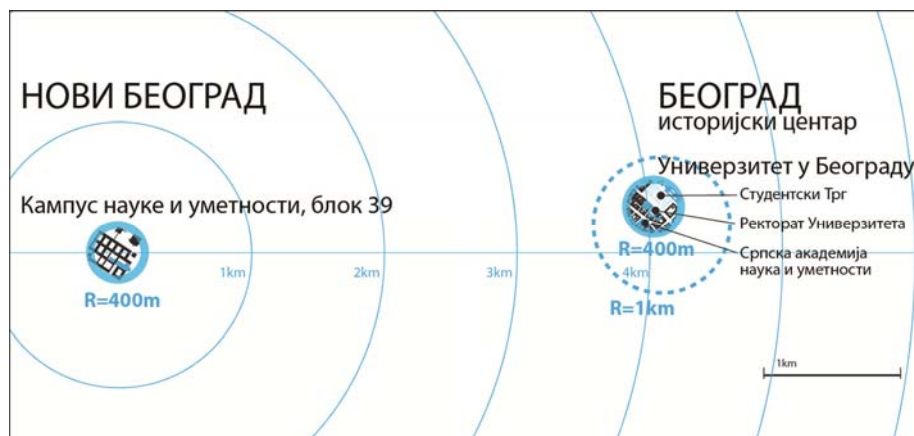 НОВИ БЕОГРАД
Кампус науке и уметности, блок 39
R=400m
1km
2km
3km
4km
БЕОГРАД
историјски центар
Универзитет у Београду
Студентски Трг
Ректорат Универзитета
Српска академија
наука и уметности
R=400m
R=1km
1km